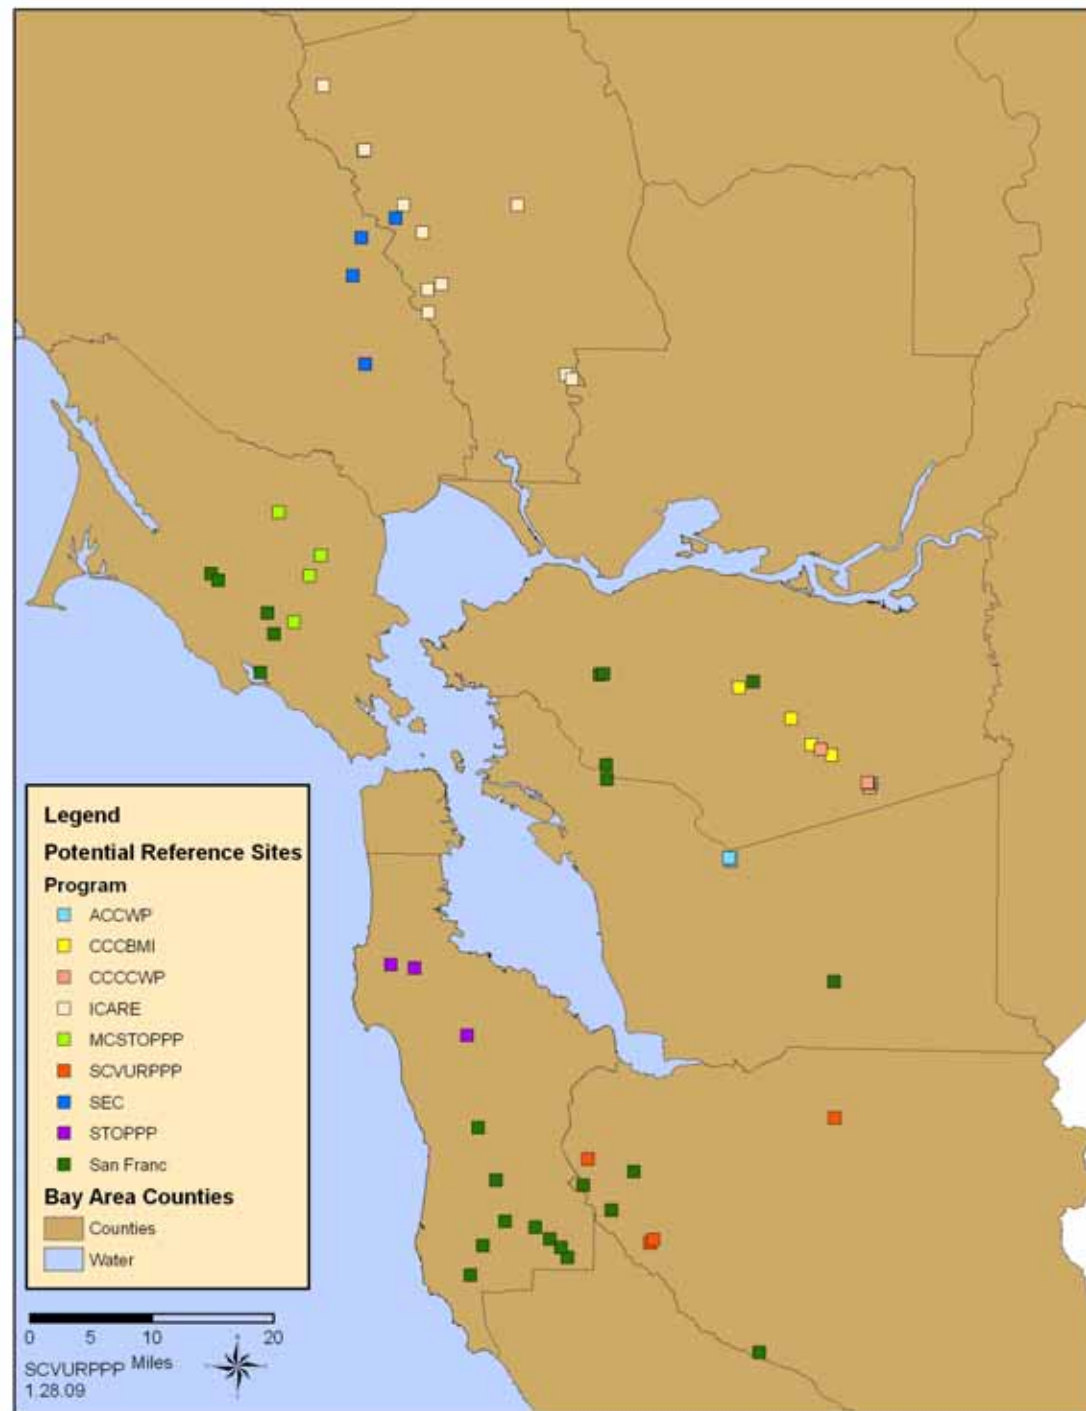 Legend
Potential Reference Sites
Program
ACCWP
CCCBMI
CCCCWP
ICARE
MCSTOPPP
SCVURPPP
SEC
STOPPP
San Franc
Bay Area Counties
Counties
Water
0 5 10 20
Miles
SCVURPPP
1.28.09